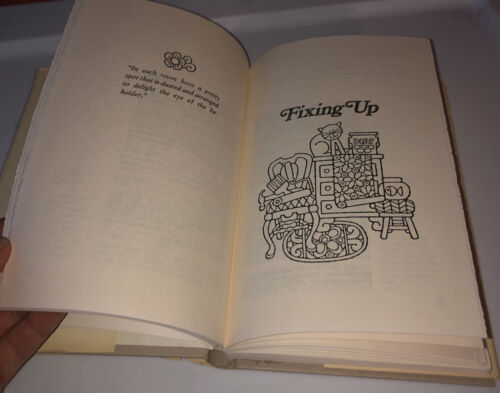 "In each room have a pretty
spot that is dusted and arranged
to delight the eye of the be-
holder."
Fixing Up